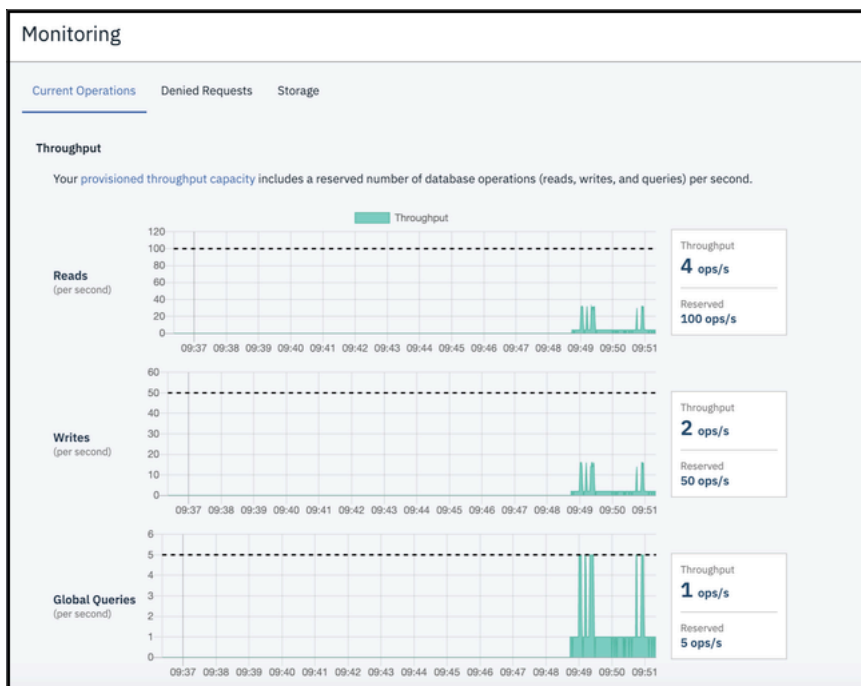 Monitoring
Current Operations Denied Requests Storage
Throughput
Your provisioned throughput capacity includes a reserved number of database operations (reads, writes, and queries) per second.
Throughput
Reads
(per second)
120
100
80
60
40
20
0
09:37 09:38 09:39 09:40 09:41 09:42 09:43 09:44 09:45 09:46 09:47 09:48 09:49 09:50 09:51
Throughput
4 ops/s
Reserved
100 ops/s
Writes
(per second)
60
50
40
30
20
10
0
09:37 09:38 09:39 09:40 09:41 09:42 09:43 09:44 09:45 09:46 09:47 09:48 09:49 09:50 09:51
Throughput
2 ops/s
Reserved
50 ops/s
Global Queries
(per second)
6
5
4
3
2
1
0
09:37 09:38 09:39 09:40 09:41 09:42 09:43 09:44 09:45 09:46 09:47 09:48 09:49 09:50 09:51
Throughput
1 ops/s
Reserved
5 ops/s